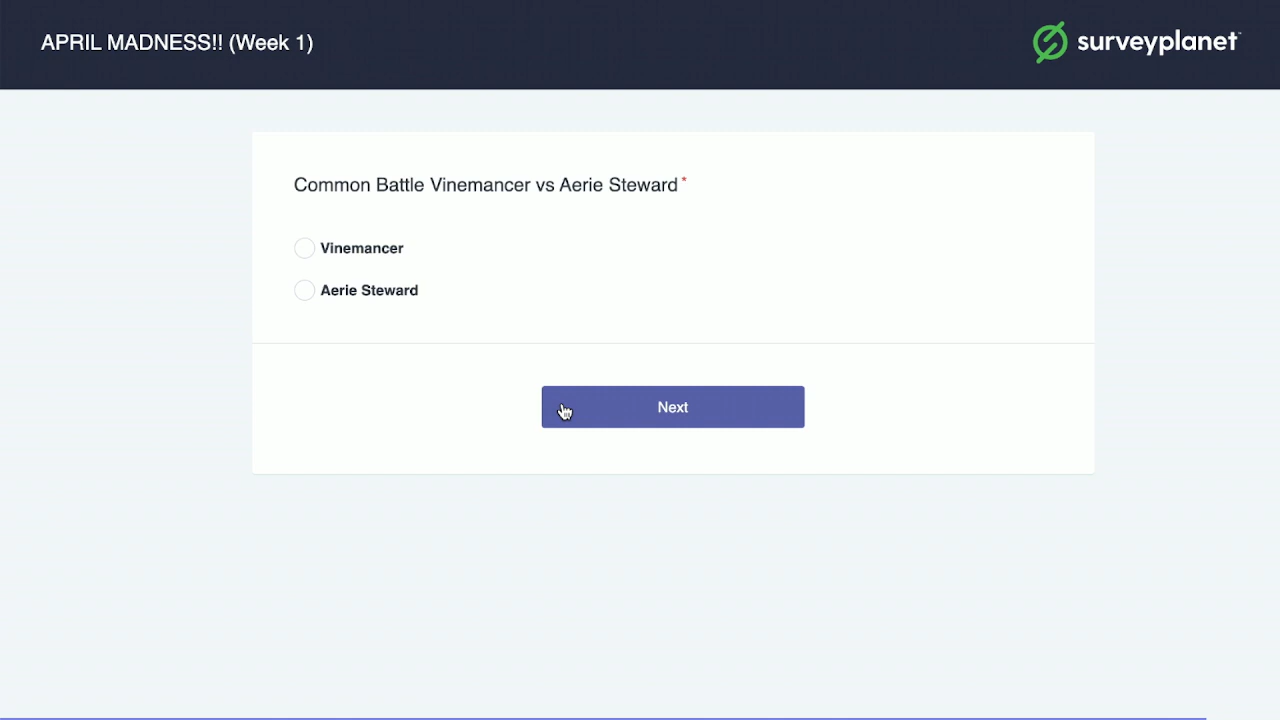 APRIL MADNESS!! (Week 1)
surveyplanet
Common Battle Vinemancer vs Aerie Steward *
Vinemancer
Aerie Steward
Next